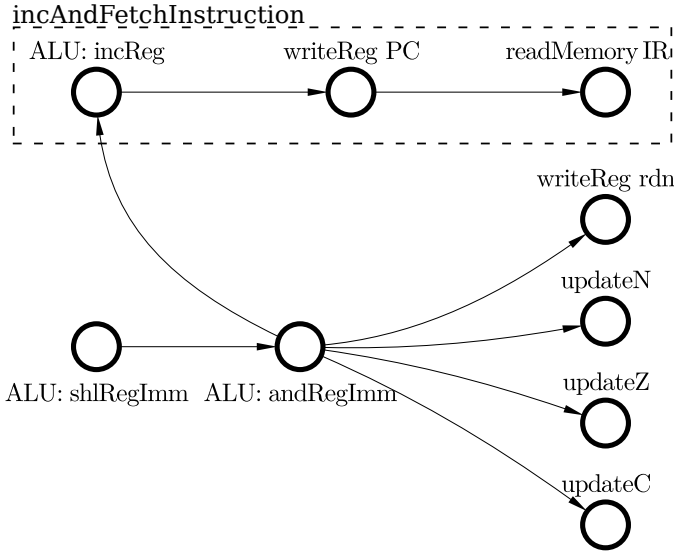 incAndFetchInstruction
ALU: incReg
writeReg PC
readMemory IR
writeReg rdn
updateN
updateZ
ALU: shlRegImm
ALU: andRegImm
updateC